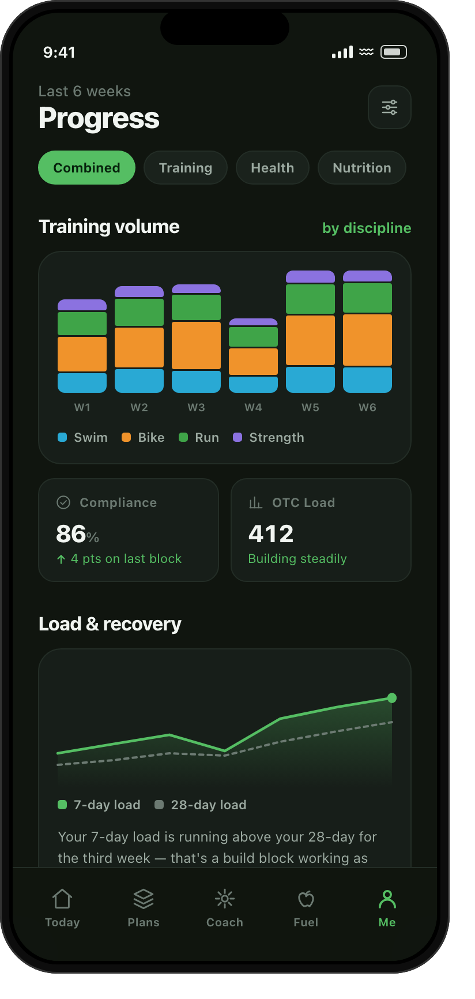 9:41
Last 6 weeks
Progress
Combined Training Health Nutrition
Training volume by discipline
W1 W2 W3 W4 W5 W6
Swim Bike Run Strength
Compliance
86%
↑ 4 pts on last block
OTC Load
412
Building steadily
Load & recovery
7-day load 28-day load
Your 7-day load is running above your 28-day for
the third week — that's a build block working as
Today Plans Coach Fuel Me